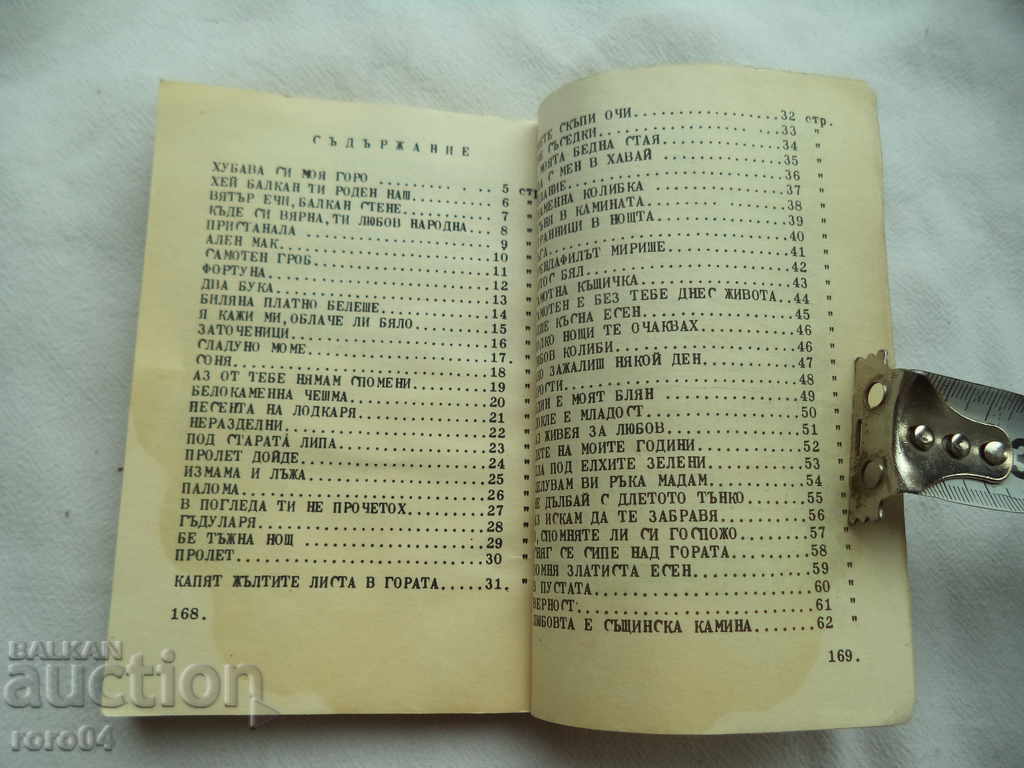 СЪДЪРЖАНИЕ
ХУБАВА СИ МОЯ ГОРО .......... 5 стр.
ХЕЙ БАЛКАН ТИ РОДЕН НАШ...... 6 "
ВЯТЪР ЕЧИ, БАЛКАН СТЕНЕ...... 7 "
КЪДЕ СИ ВЯРНА, ТИ ЛЮБОВ НАРОДНА.. 8 "
ПРИСТАНАЛА .......... 9 "
АЛЕН МАК.......... 10 "
САМОТЕН ГРОБ.......... 11 "
ФОРТУНА.......... 12 "
ДВА БУКА.......... 13 "
БИЛЯНА ПЛАТНО БЕЛЕШЕ.......... 14 "
Я КАЖИ МИ, ОБЛАЧЕ ЛИ БЯЛО........ 15 "
ЗАТОЧЕНИЦИ.......... 16 "
СЛАДУНО МОМЕ.......... 17. "
СОНЯ.......... 18 "
АЗ ОТ ТЕБЕ НЯМАМ СПОМЕНИ........ 19 "
БЕЛОКАМЕННА ЧЕШМА.......... 20 "
ПЕСЕНТА НА ЛОДКАРЯ.......... 21 "
НЕРАЗДЕЛНИ.......... 22 "
ПОД СТАРАТА ЛИПА.......... 23 "
ПРОЛЕТ ДОЙДЕ.......... 24 "
ИЗМАМА И ЛЪЖА.......... 25 "
ПАЛОМА.......... 26 "
В ПОГЛЕДА ТИ НЕ ПРОЧЕТОХ........ 27 "
ГЪДУЛАРЯ.......... 28 "
БЕ ТЪЖНА НОЩ.......... 29 "
ПРОЛЕТ.......... 30 "
КАПЯТ ЖЪЛТИТЕ ЛИСТА В ГОРАТА.... 31. "
168.
СКЪПИ ОЧИ.......... 32 стр.
СЪСЕДКИ.......... 33 "
БЕДНА СТАЯ.......... 34 "
С МЕН В ХАВАЙ.......... 35 "
.......... 36 "
КОЛИБКА.......... 37 "
В КАМИНАТА.......... 38 "
В НОЩТА.......... 39 "
.......... 40 "
МИРИШЕ.......... 41 "
БЯЛ.......... 42 "
КЪЩИЧКА.......... 43 "
Е БЕЗ ТЕБЕ ДНЕС ЖИВОТА.. 44 "
КЪСНА ЕСЕН.......... 45 "
НОЩИ ТЕ ОЧАКВАХ.......... 46 "
КОЛИБИ.......... 46 "
ЗАЖАЛИШ НЯКОЙ ДЕН.......... 47 "
.......... 48 "
Е МОЯТ БЛЯН.......... 49 "
Е МЛАДОСТ.......... 50 "
ЖИВЕЯ ЗА ЛЮБОВ.......... 51 "
НА МОИТЕ ГОДИНИ.......... 52 "
ПОД ЕЛХИТЕ ЗЕЛЕНИ.......... 53 "
ВИ РЪКА МАДАМ.......... 54 "
ДЪЛБАЙ С ДЛЕТОТО ТЪНКО...... 55 "
ИСКАМ ДА ТЕ ЗАБРАВЯ........ 56 "
СПОМНЯТЕ ЛИ СИ ГОСПОЖО...... 57 "
СЕ СИПЕ НАД ГОРАТА........ 58 "
ЗЛАТИСТА ЕСЕН.......... 59 "
ПУСТАТА.......... 60 "
ВЕРНОСТ.......... 61 "
ЛЮБОВТА Е СЪЩИНСКА КАМИНА....... 62 "
169.
BALKAN
auction
roro04